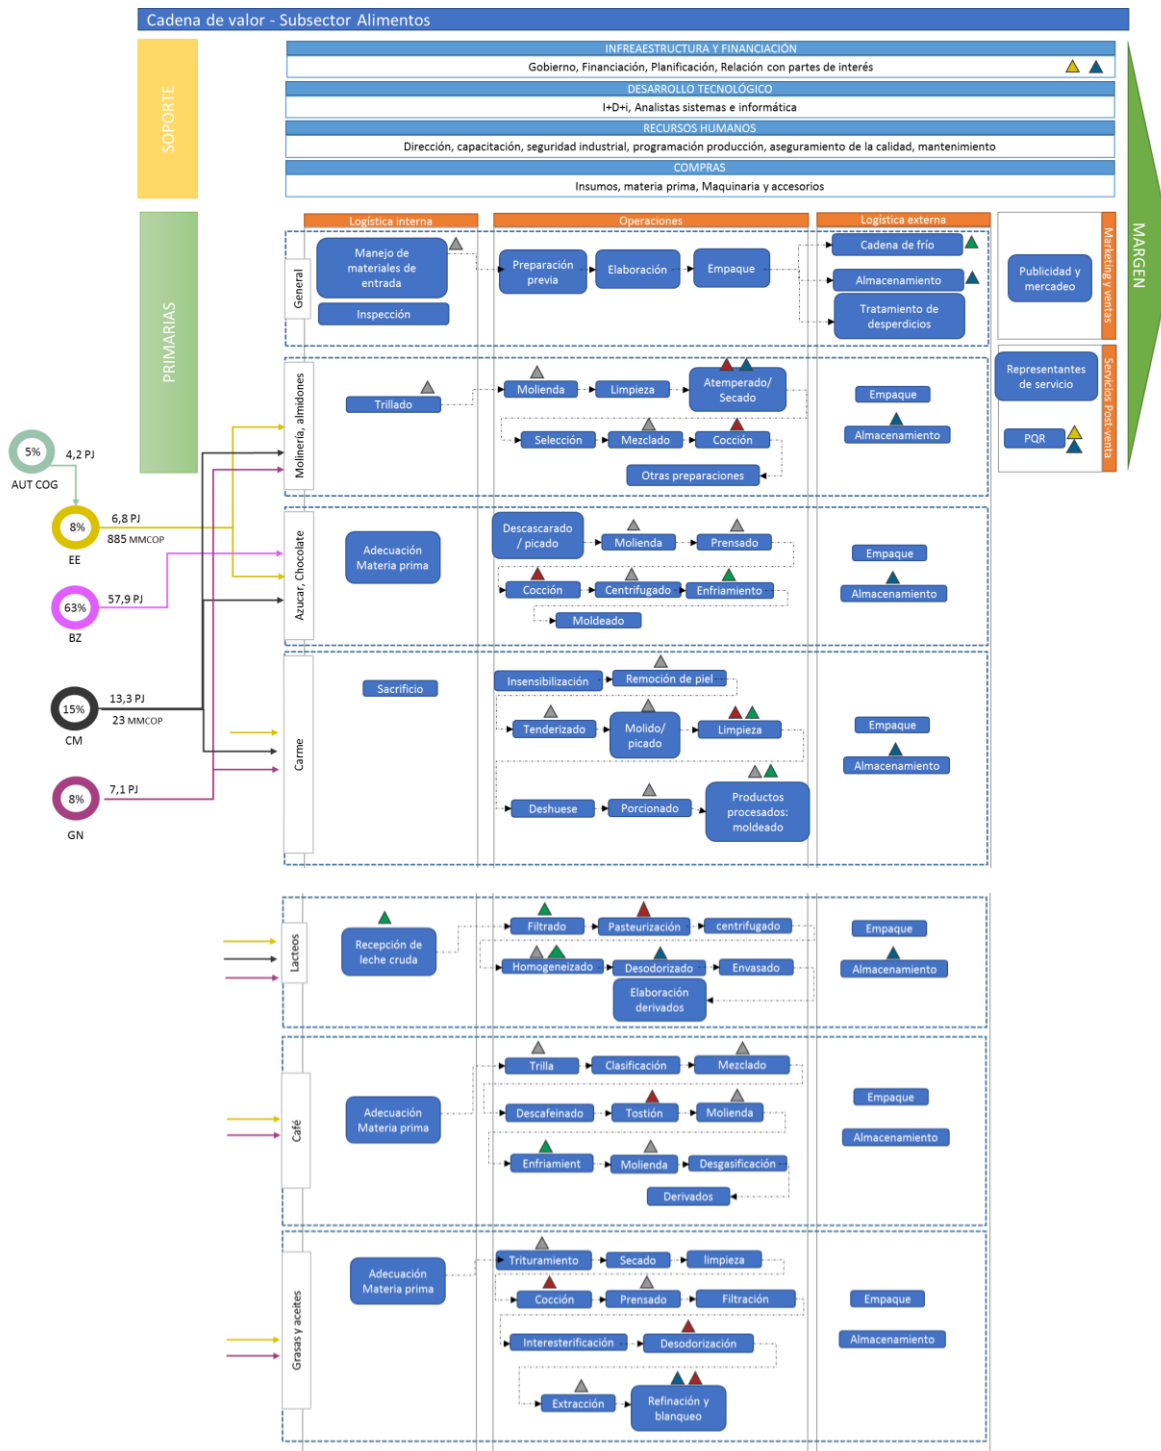 Cadena de valor - Subsector Alimentos
SOPORTE
INFREAESTRUCTURA Y FINANCIACIÓN
Gobierno, Financiación, Planificación, Relación con partes de interés
DESARROLLO TECNOLÓGICO
I+D+i, Analistas sistemas e informática
RECURSOS HUMANOS
Dirección, capacitación, seguridad industrial, programación producción, aseguramiento de la calidad, mantenimiento
COMPRAS
Insumos, materia prima, Maquinaria y accesorios
MARGEN
PRIMARIAS
Logística interna
Operaciones
Logística externa
Marketing y ventas
General
Manejo de
materiales de
entrada
Inspección
Preparación
previa
Elaboración
Empaque
Cadena de frío
Almacenamiento
Tratamiento de
desperdicios
Publicidad y
mercadeo
Servicios Post-venta
Representantes
de servicio
PQR
Molinería, almidones
Trillado
Molienda
Limpieza
Atemperado/
Secado
Selección
Mezclado
Cocción
Otras preparaciones
Empaque
Almacenamiento
5%
4,2 PJ
AUT COG
8%
6,8 PJ
885 MMCOP
EE
63%
57,9 PJ
BZ
15%
13,3 PJ
23 MMCOP
CM
8%
7,1 PJ
GN
Azucar, Chocolate
Adecuación
Materia prima
Descascarado
/ picado
Molienda
Prensado
Cocción
Centrifugado
Enfriamiento
Moldeado
Empaque
Almacenamiento
Carme
Sacrificio
Insensibilización
Remoción de piel
Tenderizado
Molido/
picado
Limpieza
Deshuese
Porcionado
Productos
procesados:
moldeado
Empaque
Almacenamiento
Lacteos
Recepción de
leche cruda
Filtrado
Pasteurización
centrifugado
Homogeneizado
Desodorizado
Envasado
Elaboración
derivados
Empaque
Almacenamiento
Café
Adecuación
Materia prima
Trilla
Clasificación
Mezclado
Descafeinado
Tostión
Molienda
Enfriamient
Molienda
Desgasificación
Derivados
Empaque
Almacenamiento
Grasas y aceites
Adecuación
Materia prima
Trituramiento
Secado
limpieza
Cocción
Prensado
Filtración
Interesterificación
Desodorización
Extracción
Refinación y
blanqueo
Empaque
Almacenamiento